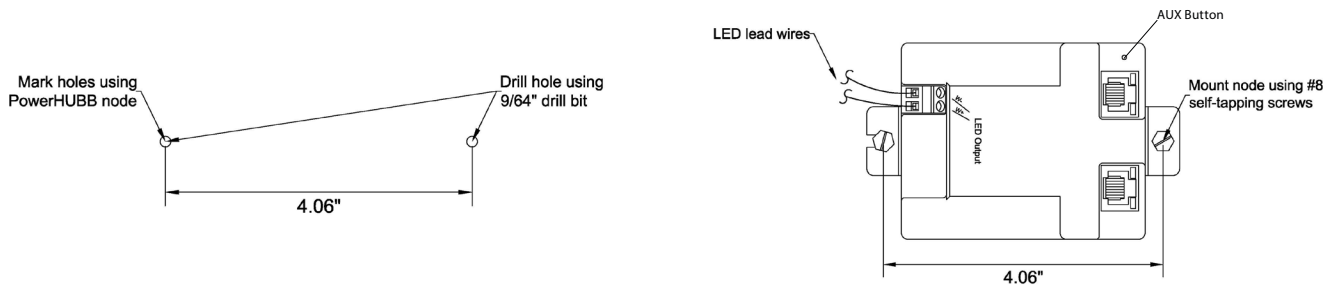 Mark holes using
PowerHUBB node
Drill hole using
9/64" drill bit
4.06"
AUX Button
LED lead wires
W-
W+
LED Output
Mount node using #8
self-tapping screws
4.06"